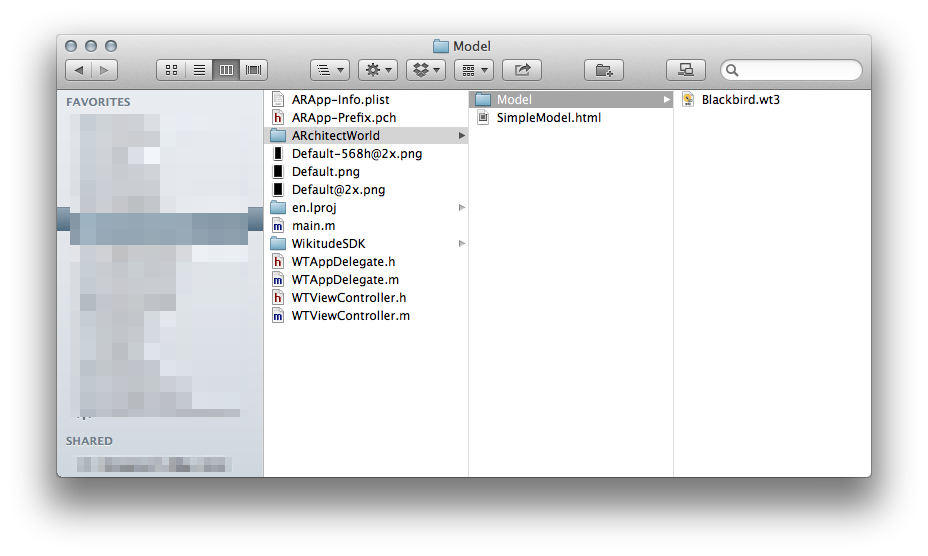 Model
FAVORITES
SHARED
ARApp-Info.plist
ARApp-Prefix.pch
ARchitectWorld
Default-568h@2x.png
Default.png
Default@2x.png
en.lproj
main.m
WikitudeSDK
WTAppDelegate.h
WTAppDelegate.m
WTViewController.h
WTViewController.m
Model
SimpleModel.html
Blackbird.wt3